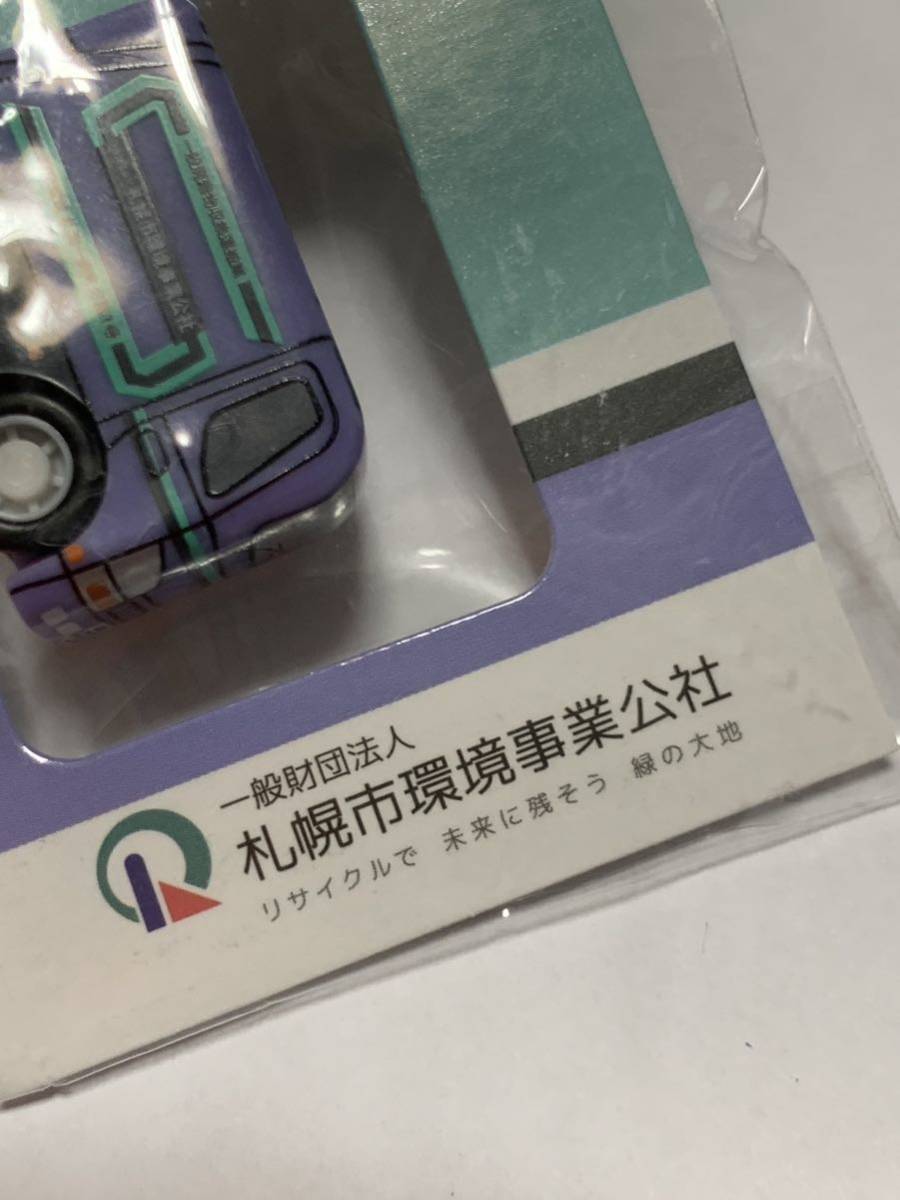 一般財団法人
札幌市環境事業公社
リサイクルで 未来に残そう 緑の大地